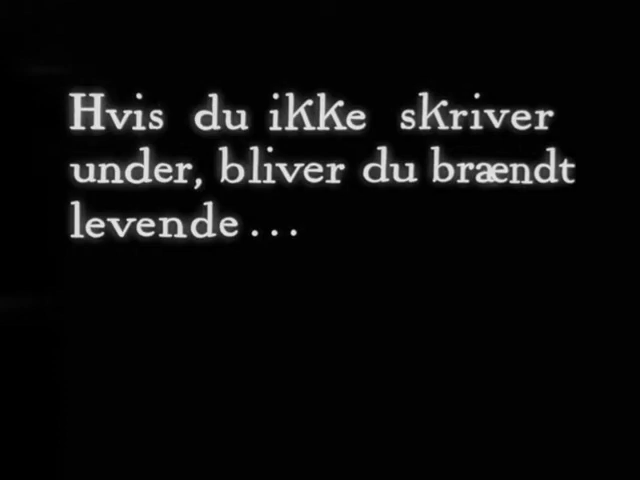 Hvis du ikke skriver
under, bliver du brændt
levende...